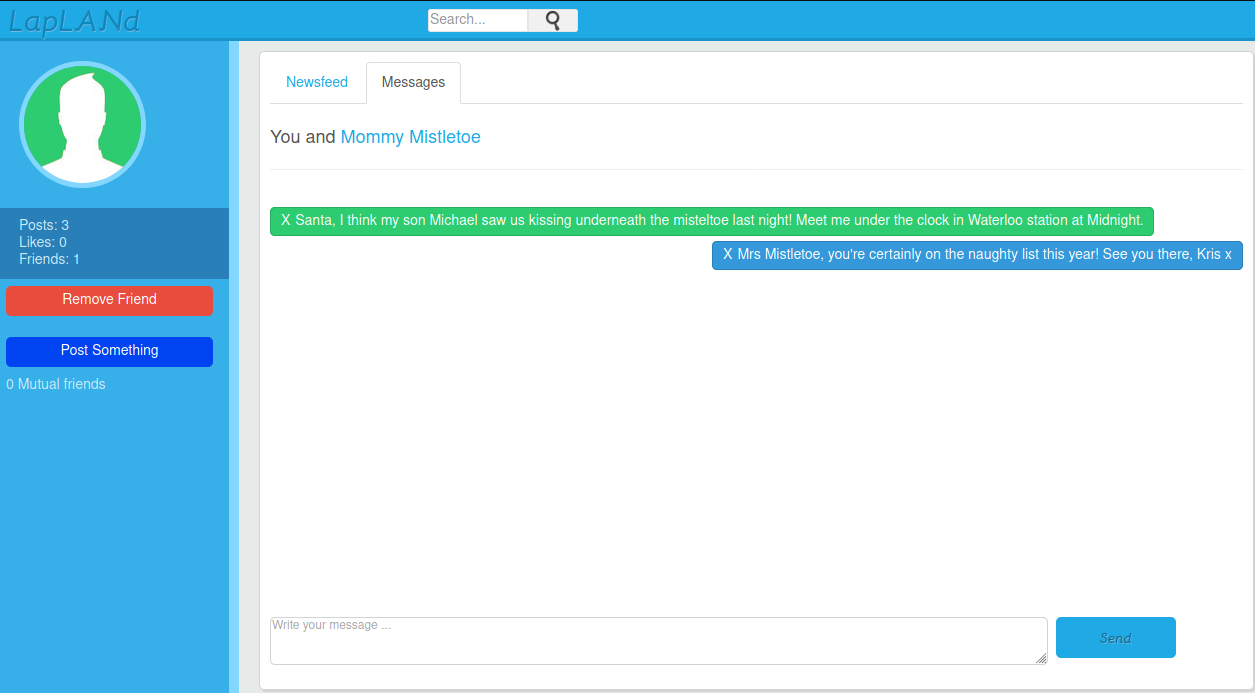 LapLANd
Search...
Newsfeed
Messages
You and Mommy Mistletoe
Posts: 3
Likes: 0
Friends: 1
Remove Friend
Post Something
0 Mutual friends
X Santa, I think my son Michael saw us kissing underneath the misteltoe last night! Meet me under the clock in Waterloo station at Midnight.
X Mrs Mistletoe, you're certainly on the naughty list this year! See you there, Kris x
Write your message ...
Send